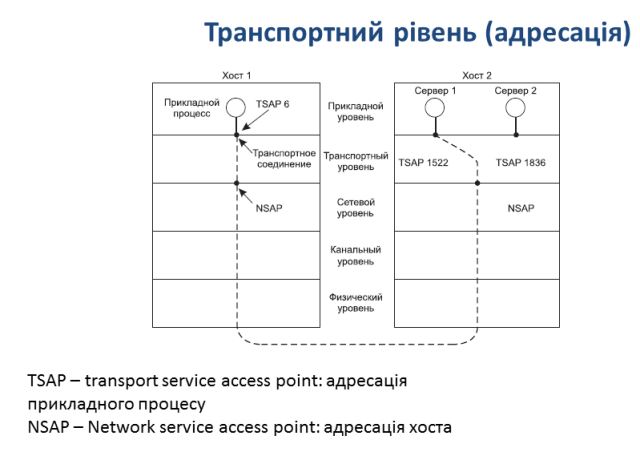 Транспортний рівень (адресація)
Хост 1
Хост 2
Прикладной
процесс
TSAP 6
Прикладной
уровень
Сервер 1
Сервер 2
Транспортное
соединение
Транспортный
уровень
TSAP 1522
TSAP 1836
NSAP
Сетевой
уровень
NSAP
Канальный
уровень
Физический
уровень
TSAP – transport service access point: адресація
прикладного процесу
NSAP – Network service access point: адресація хоста